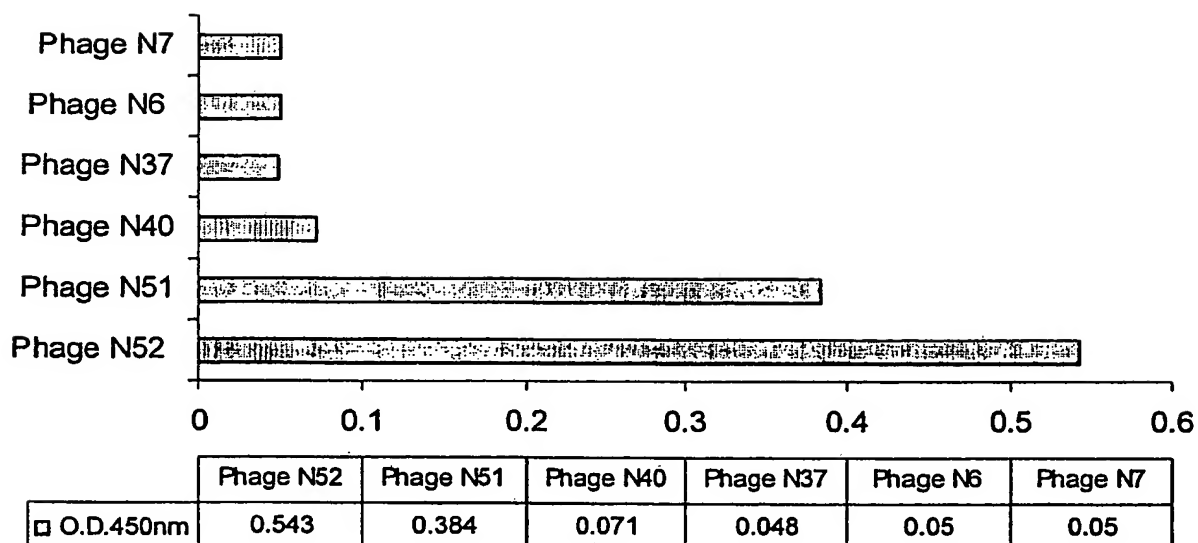 Phage N7
Phage N6
Phage N37
Phage N40
Phage N51
Phage N52
0 0.1 0.2 0.3 0.4 0.5 0.6
Phage N52 Phage N51 Phage N40 Phage N37 Phage N6 Phage N7
O.D.450nm 0.543 0.384 0.071 0.048 0.05 0.05